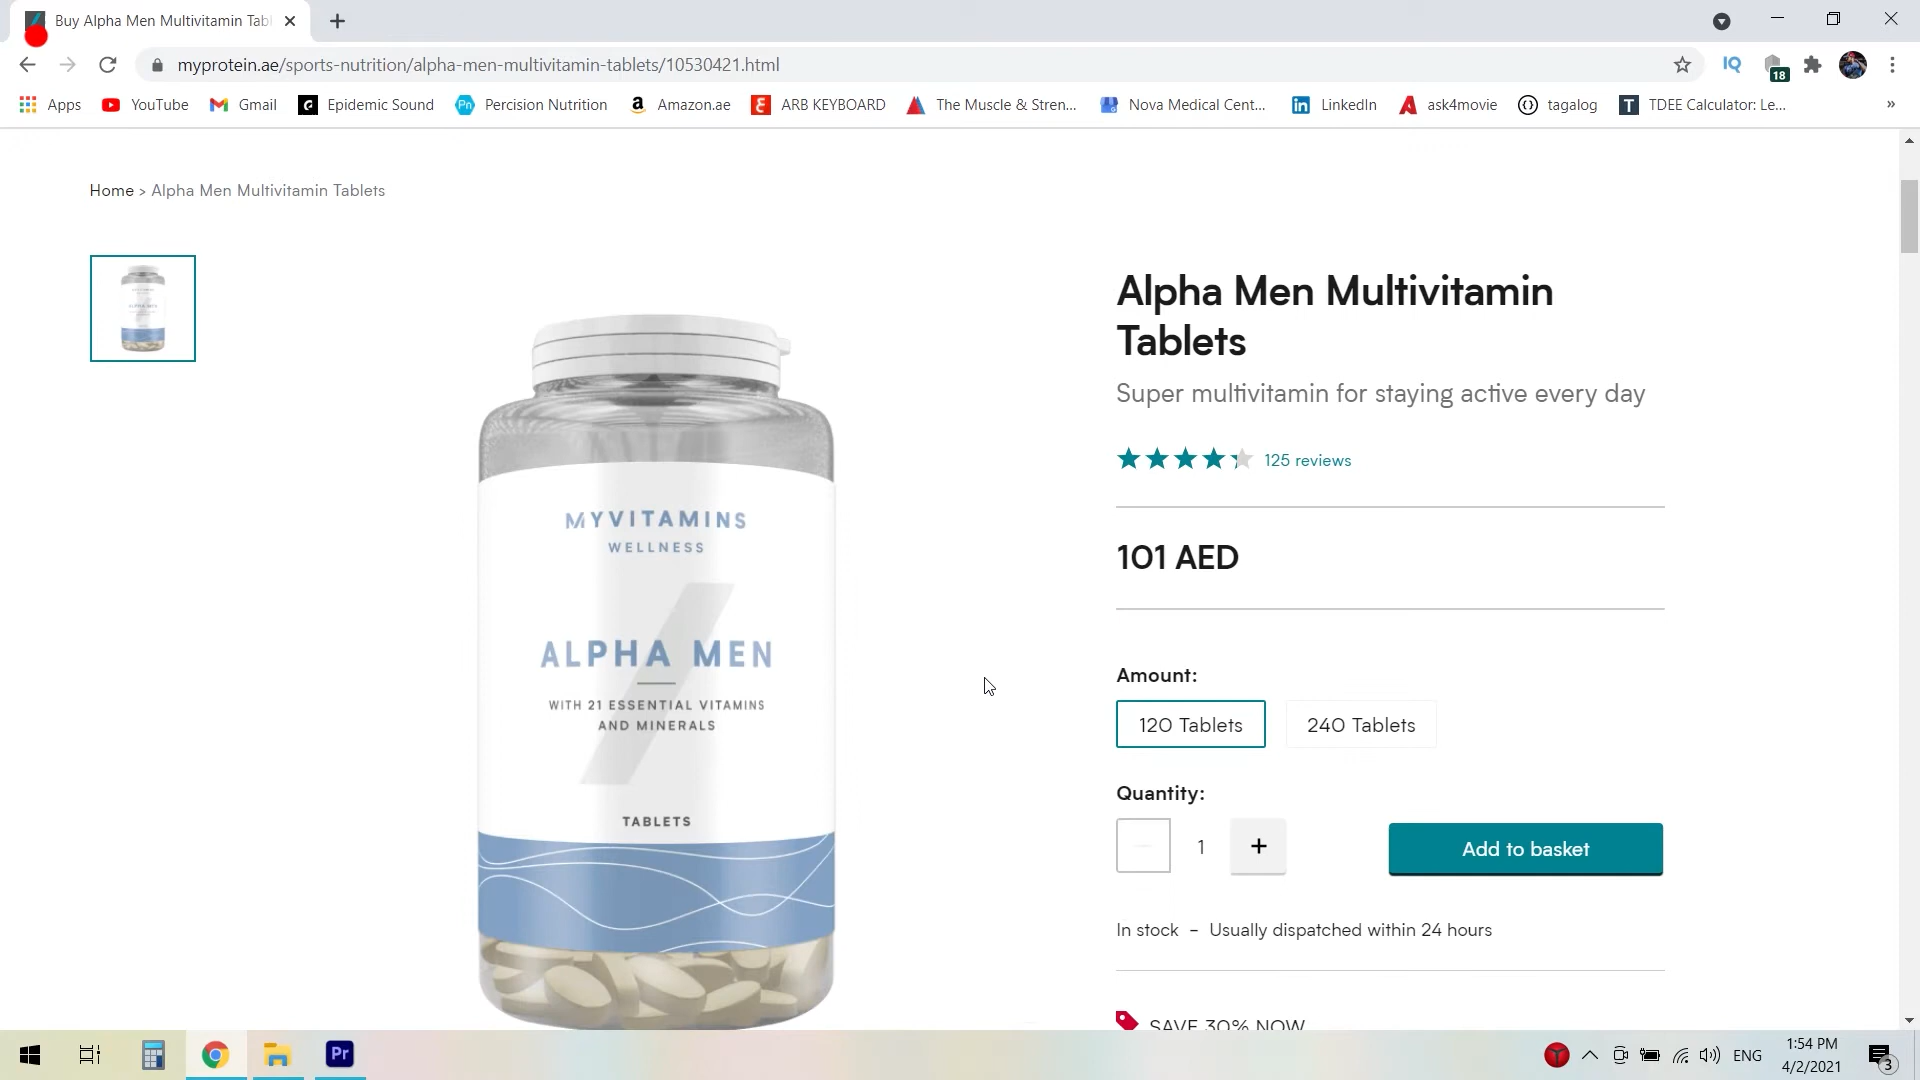 Buy Alpha Men Multivitamin Tabl
myprotein.ae/sports-nutrition/alpha-men-multivitamin-tablets/10530421.html
IQ
18
Apps YouTube Gmail Epidemic Sound Percision Nutrition Amazon.ae ARB KEYBOARD The Muscle & Stren... Nova Medical Cent... LinkedIn ask4movie tagalog TDEE Calculator: Le... »
Home > Alpha Men Multivitamin Tablets
MYVITAMINS
WELLNESS
ALPHA MEN
WITH 21 ESSENTIAL VITAMINS
AND MINERALS
TABLETS
Alpha Men Multivitamin
Tablets
Super multivitamin for staying active every day
125 reviews
101 AED
Amount:
120 Tablets 240 Tablets
Quantity:
1 + Add to basket
In stock - Usually dispatched within 24 hours
SAVE 30% NOW
Pr
ENG
1:54 PM
4/2/2021
3